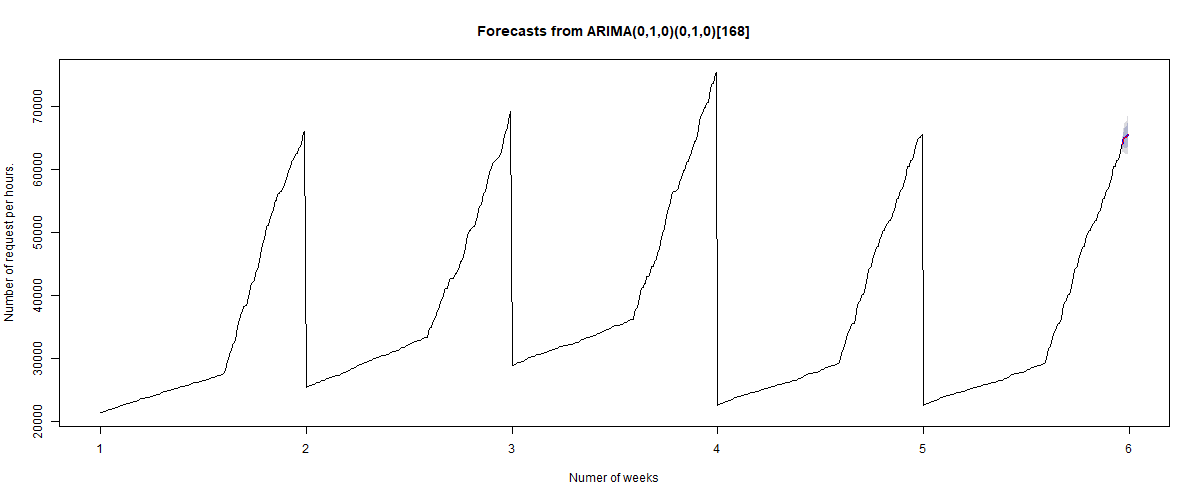 Forecasts from ARIMA(0,1,0)(0,1,0)[168]
Number of request per hours.
70000
60000
50000
40000
30000
20000
1 2 3 4 5 6
Numer of weeks